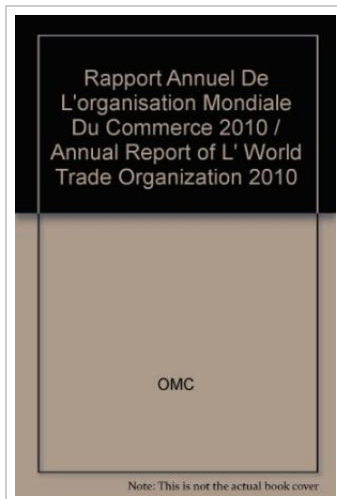 Rapport Annuel De
L'organisation Mondiale
Du Commerce 2010 /
Annual Report of L' World
Trade Organization 2010
OMC
Note: This is not the actual book cover